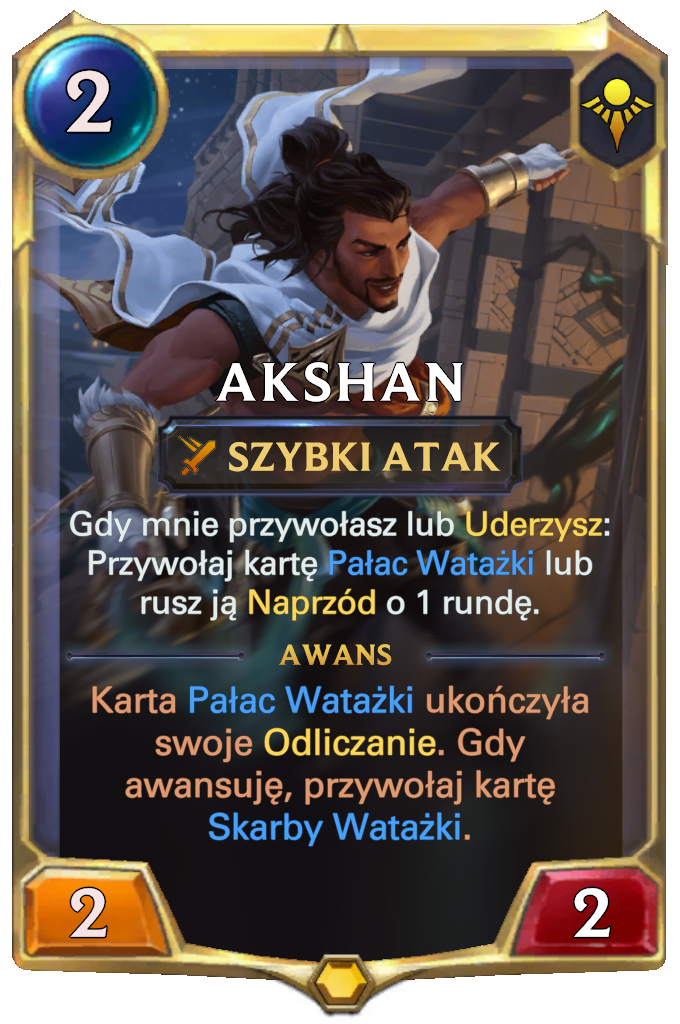 2
AKSHAN
SZYBKI ATAK
Gdy mnie przywołasz lub Uderzysz:
Przywołaj kartę Pałac Watażki lub
rusz ją Naprzód o 1 rundę.
AWANS
Karta Pałac Watażki ukończyła
swoje Odliczanie. Gdy
awansuję, przywołaj kartę
Skarby Watażki.
2
2